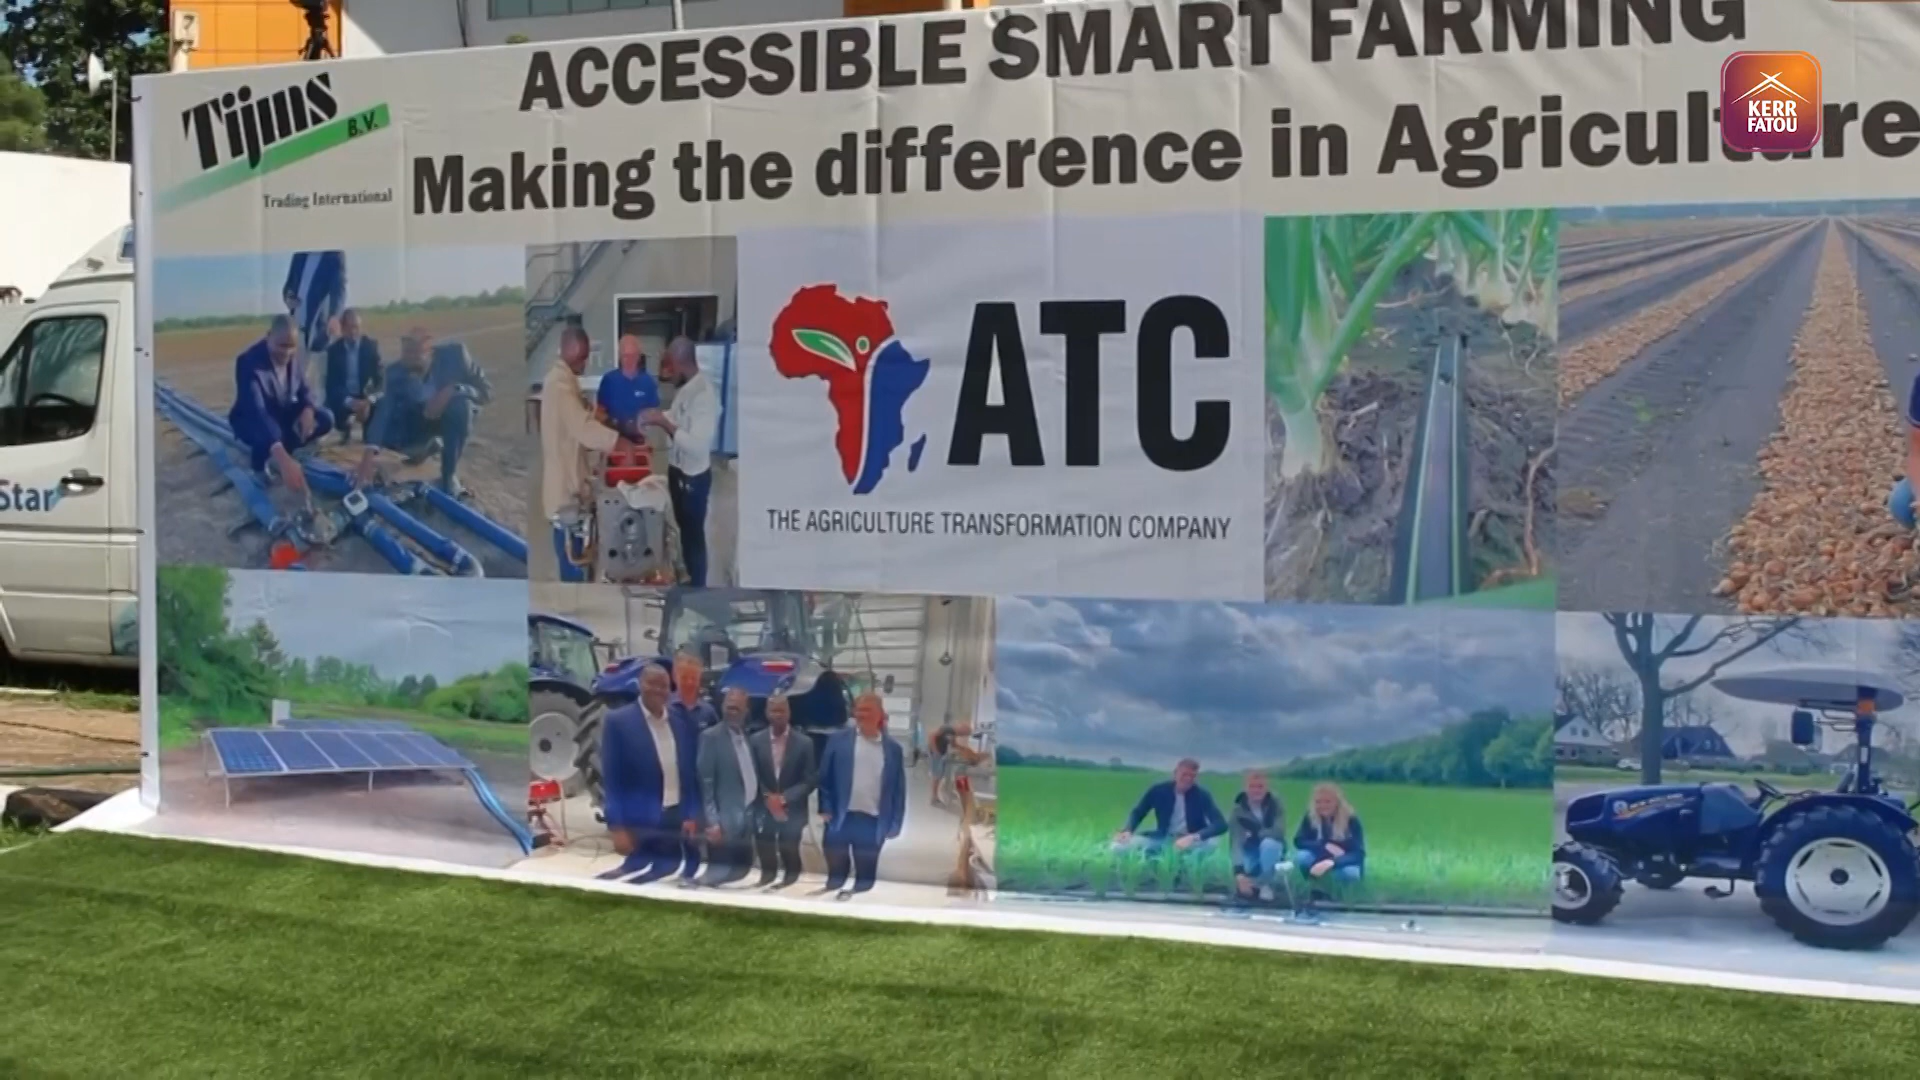 ACCESSIBLE SMART FARMING
Tijms
B.V.
Trading International
Making the difference in Agriculture
KERR
FATOU
ATC
THE AGRICULTURE TRANSFORMATION COMPANY
Star